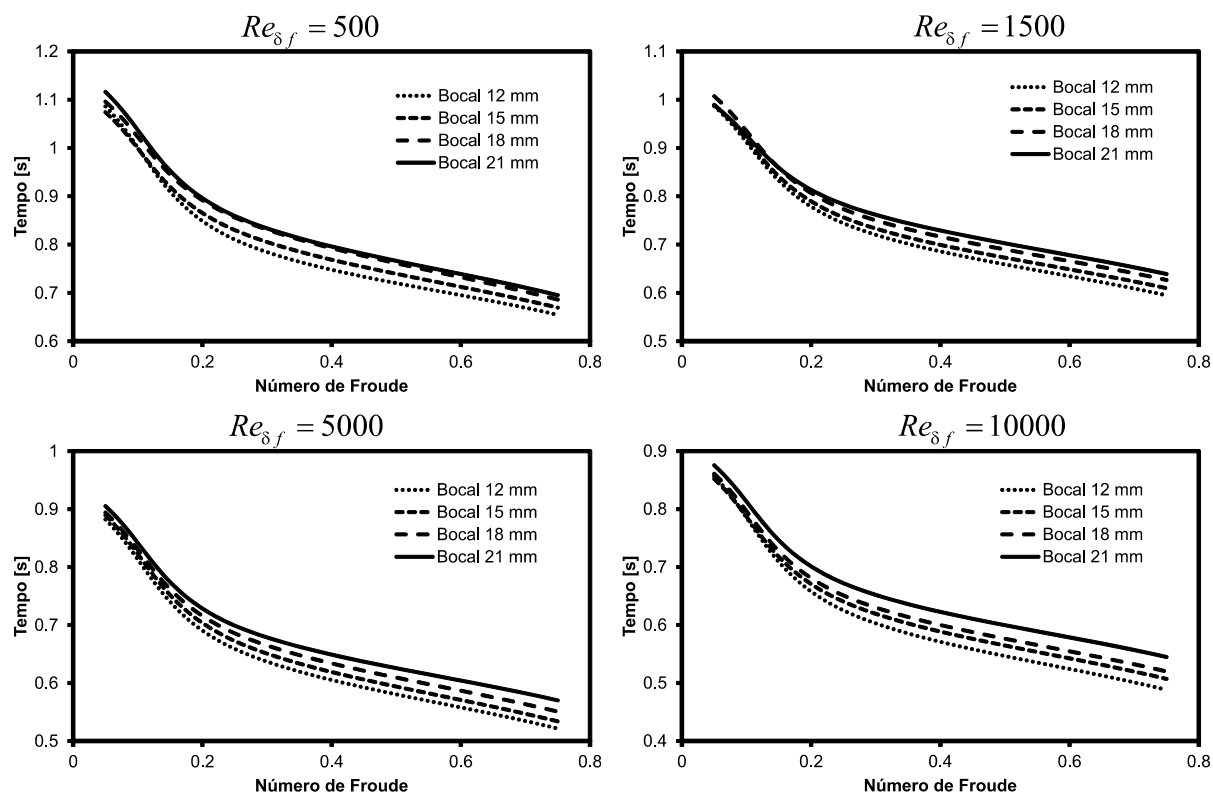 Re δ f = 500
1.2
1.1
1
0.9
0.8
0.7
0.6
Tempo [s]
0 0.2 0.4 0.6 0.8
Número de Froude
Bocal 12 mm
Bocal 15 mm
Bocal 18 mm
Bocal 21 mm
Re δ f = 1500
1.1
1
0.9
0.8
0.7
0.6
0.5
Tempo [s]
0 0.2 0.4 0.6 0.8
Número de Froude
Bocal 12 mm
Bocal 15 mm
Bocal 18 mm
Bocal 21 mm
Re δ f = 5000
1
0.9
0.8
0.7
0.6
0.5
Tempo [s]
0 0.2 0.4 0.6 0.8
Número de Froude
Bocal 12 mm
Bocal 15 mm
Bocal 18 mm
Bocal 21 mm
Re δ f = 10000
0.9
0.8
0.7
0.6
0.5
0.4
Tempo [s]
0 0.2 0.4 0.6 0.8
Número de Froude
Bocal 12 mm
Bocal 15 mm
Bocal 18 mm
Bocal 21 mm